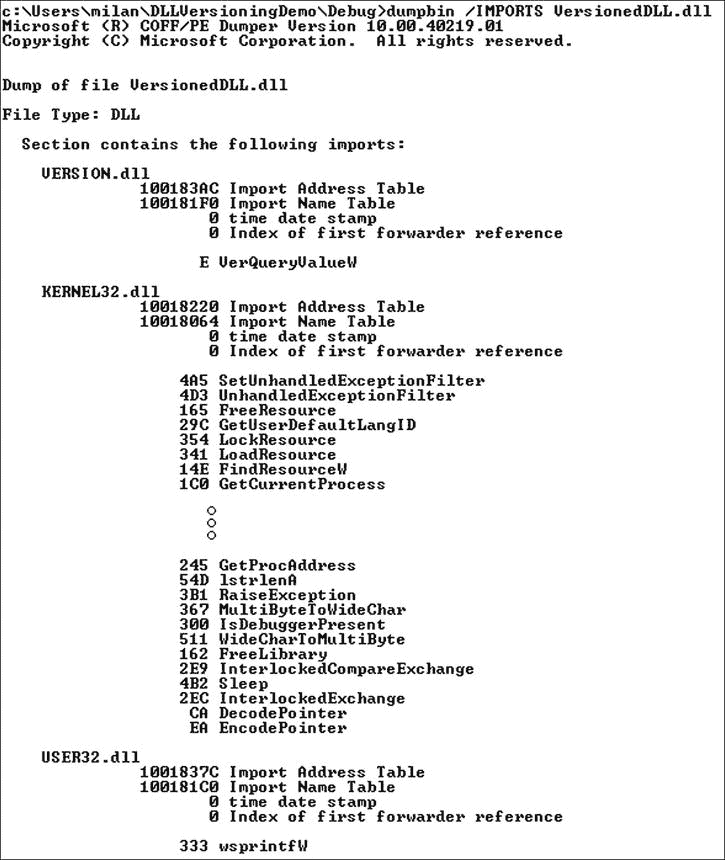 c:\Users\milan\DLLVersioningDemo\Debug>dumpbin /IMPORTS VersionedDLL.dll
Microsoft (R) COFF/PE Dumper Version 10.00.40219.01
Copyright (C) Microsoft Corporation.  All rights reserved.
Dump of file VersionedDLL.dll
File Type: DLL
Section contains the following imports:
VERSION.dll
100183AC Import Address Table
100181F0 Import Name Table
0 time date stamp
0 Index of first forwarder reference
E VerQueryValueW
KERNEL32.dll
10018220 Import Address Table
10018064 Import Name Table
0 time date stamp
0 Index of first forwarder reference
4A5 SetUnhandledExceptionFilter
4D3 UnhandledExceptionFilter
165 FreeResource
29C GetUserDefaultLangID
354 LockResource
341 LoadResource
14E FindResourceW
1C0 GetCurrentProcess
245 GetProcAddress
54D lstrlenA
3B1 RaiseException
367 MultiByteToWideChar
300 IsDebuggerPresent
511 WideCharToMultiByte
162 FreeLibrary
2E9 InterlockedCompareExchange
4B2 Sleep
2EC InterlockedExchange
CA DecodePointer
EA EncodePointer
USER32.dll
1001837C Import Address Table
100181C0 Import Name Table
0 time date stamp
0 Index of first forwarder reference
333 wsprintfW